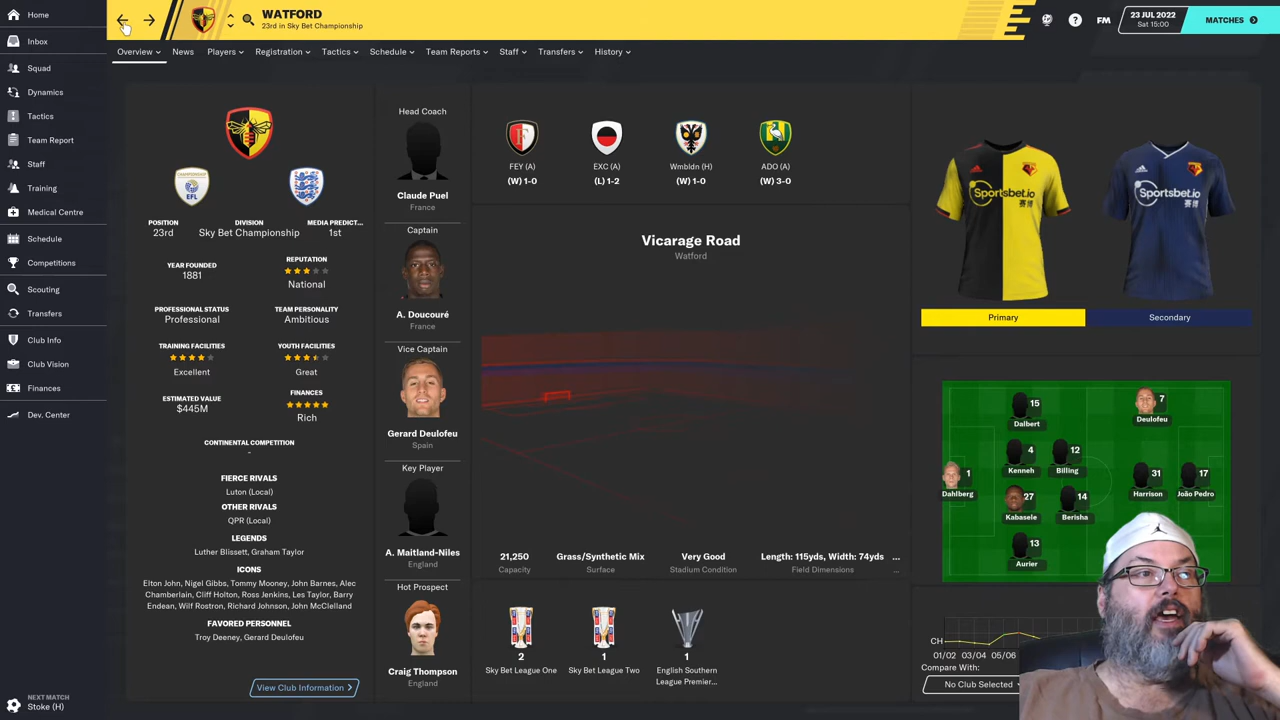 Home
Inbox
Squad
Dynamics
Tactics
Team Report
Staff
Training
Medical Centre
Schedule
Competitions
Scouting
Transfers
Club Info
Club Vision
Finances
Dev. Center
NEXT MATCH
Stoke (H)
WATFORD
23rd in Sky Bet Championship
FM
23 JUL 2022
Sat 15:00
MATCHES
Overview
News
Players
Registration
Tactics
Schedule
Team Reports
Staff
Transfers
History
CHAMPIONSHIP
EFL
POSITION
23rd
DIVISION
Sky Bet Championship
MEDIA PREDICT...
1st
YEAR FOUNDED
1881
REPUTATION
National
PROFESSIONAL STATUS
Professional
TEAM PERSONALITY
Ambitious
TRAINING FACILITIES
Excellent
YOUTH FACILITIES
Great
ESTIMATED VALUE
$445M
FINANCES
Rich
CONTINENTAL COMPETITION
-
FIERCE RIVALS
Luton (Local)
OTHER RIVALS
QPR (Local)
LEGENDS
Luther Blissett, Graham Taylor
ICONS
Elton John, Nigel Gibbs, Tommy Mooney, John Barnes, Alec
Chamberlain, Cliff Holton, Ross Jenkins, Les Taylor, Barry
Endean, Wilf Rostron, Richard Johnson, John McClelland
FAVORED PERSONNEL
Troy Deeney, Gerard Deulofeu
View Club Information
Head Coach
Claude Puel
France
Captain
A. Doucouré
France
Vice Captain
Gerard Deulofeu
Spain
Key Player
A. Maitland-Niles
England
Hot Prospect
Craig Thompson
England
FEY (A)
(W) 1-0
EXC (A)
(L) 1-2
Wmbldn (H)
(W) 1-0
ADO (A)
(W) 3-0
Vicarage Road
Watford
21,250
Capacity
Grass/Synthetic Mix
Surface
Very Good
Stadium Condition
Length: 115yds, Width: 74yds
Field Dimensions
...
...
2
Sky Bet League One
1
Sky Bet League Two
1
English Southern
League Premier...
Sportsbet.io
Sportsbet.io
Primary
Secondary
15
Dalbert
7
Deulofeu
4
Kenneh
12
Billing
1
Dahlberg
31
Harrison
17
João Pedro
27
Kabasele
14
Berisha
13
Aurier
CH
01/02 03/04 05/06
Compare With:
No Club Selected